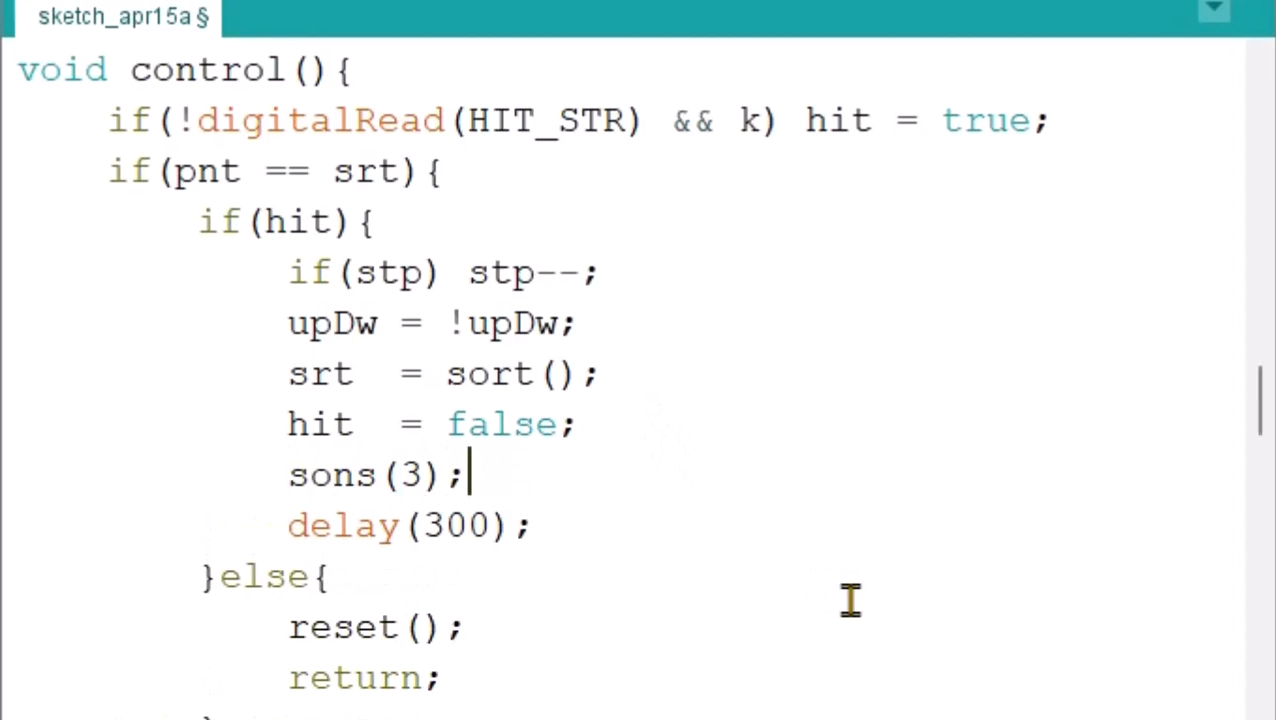 sketch_apr15a §
void control(){
if(!digitalRead(HIT_STR) && k) hit = true;
if(pnt == srt){
if(hit){
if(stp) stp--;
upDw = !upDw;
srt  = sort();
hit  = false;
sons(3);
delay(300);
}else{
reset();
return;
}